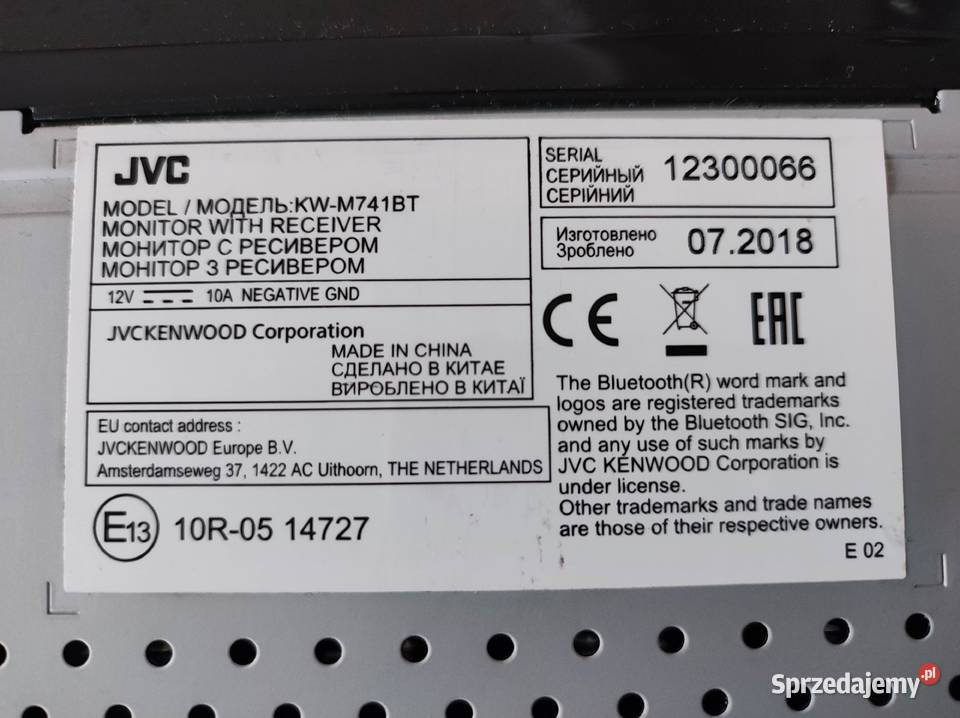 JVC
MODEL / МОДЕЛЬ:KW-M741BT
MONITOR WITH RECEIVER
МОНИТОР С РЕСИВЕРОМ
МОНІТОР З РЕСИВЕРОМ
12V 10A NEGATIVE GND
JVCKENWOOD Corporation
MADE IN CHINA
СДЕЛАНО В КИТАЕ
ВИРОБЛЕНО В КИТАЇ
EU contact address :
JVCKENWOOD Europe B.V.
Amsterdamseweg 37, 1422 AC Uithoorn, THE NETHERLANDS
E13 10R-05 14727
SERIAL
СЕРИЙНЫЙ 12300066
СЕРІЙНИЙ
Изготовлено 07.2018
Зроблено
CE EAC
The Bluetooth(R) word mark and
logos are registered trademarks
owned by the Bluetooth SIG, Inc.
and any use of such marks by
JVC KENWOOD Corporation is
under license.
Other trademarks and trade names
are those of their respective owners.
E 02
Sprzedajemy.pl